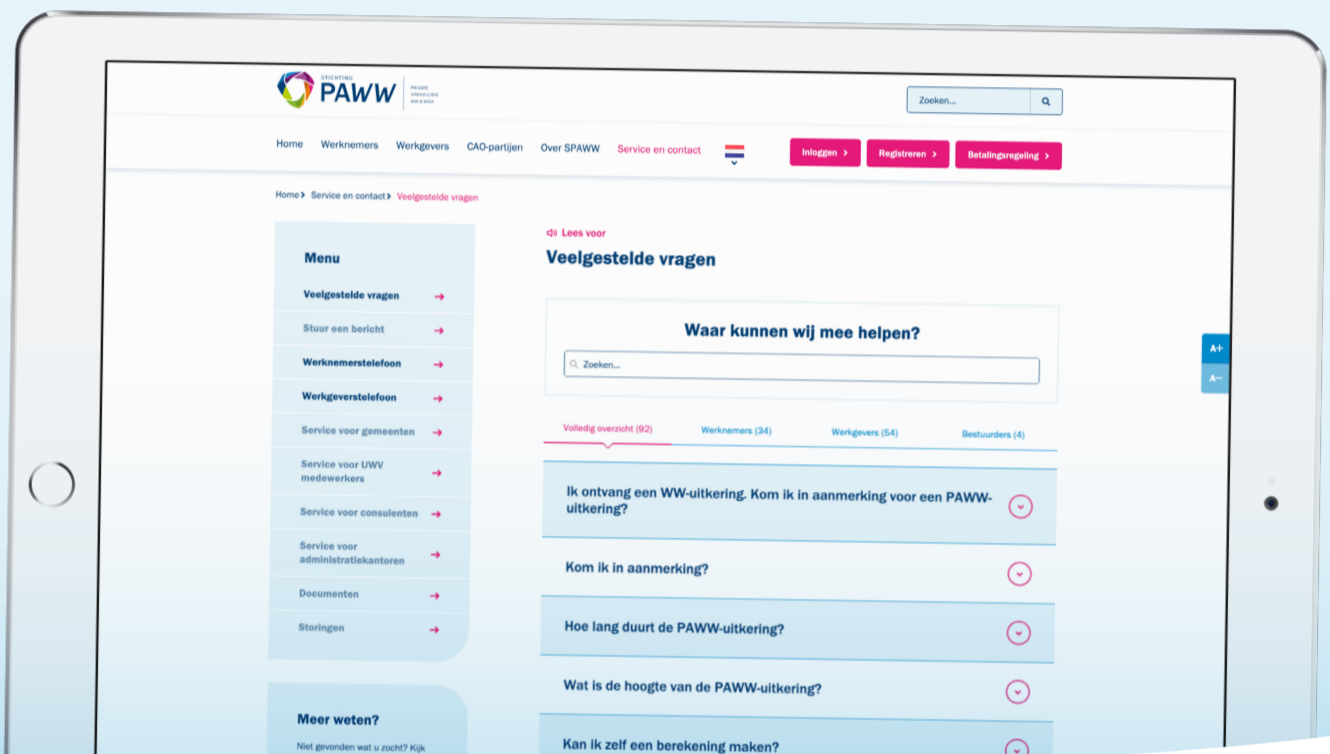 STICHTING
PAWW
PRIVATE
AANVULLING
WW & WGA
Zoeken...
Home Werknemers Werkgevers CAO-partijen Over SPAWW Service en contact Inloggen Registreren Betalingsregeling
Home Service en contact Veelgestelde vragen
Menu
Veelgestelde vragen
Stuur een bericht
Werknemerstelefoon
Werkgeverstelefoon
Service voor gemeenten
Service voor UWV
medewerkers
Service voor consulenten
Service voor
administratiekantoren
Documenten
Storingen
Meer weten?
Niet gevonden wat u zocht? Kijk
Lees voor
Veelgestelde vragen
Waar kunnen wij mee helpen?
Zoeken...
Volledig overzicht (92) Werknemers (34) Werkgevers (54) Bestuurders (4)
Ik ontvang een WW-uitkering. Kom ik in aanmerking voor een PAWW-
uitkering?
Kom ik in aanmerking?
Hoe lang duurt de PAWW-uitkering?
Wat is de hoogte van de PAWW-uitkering?
Kan ik zelf een berekening maken?
A+
A-